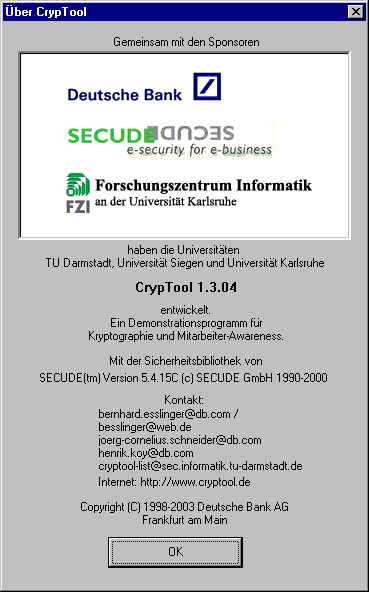 Über CrypTool
Gemeinsam mit den Sponsoren
Deutsche Bank
SECUDE SECUDE
e-security for e-business
Forschungszentrum Informatik
FZI an der Universität Karlsruhe
haben die Universitäten
TU Darmstadt, Universität Siegen und Universität Karlsruhe
CrypTool 1.3.04
entwickelt.
Ein Demonstrationsprogramm für
Kryptographie und Mitarbeiter-Awareness.
Mit der Sicherheitsbibliothek von
SECUDE(tm) Version 5.4.15C (c) SECUDE GmbH 1990-2000
Kontakt:
bernhard.esslinger@db.com /
besslinger@web.de
joerg-cornelius.schneider@db.com
henrik.koy@db.com
cryptool-list@sec.informatik.tu-darmstadt.de
Internet: http://www.cryptool.de
Copyright (C) 1998-2003 Deutsche Bank AG
Frankfurt am Main
OK